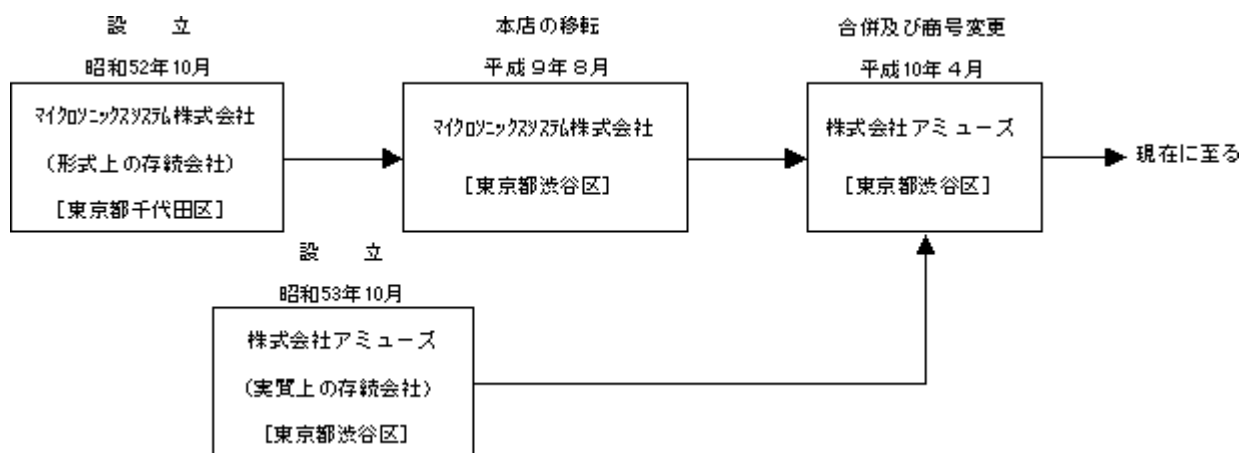 設　立
昭和52年10月
ﾏｲｸﾛｿﾆｯｸｽｼｽﾃﾑ株式会社
（形式上の存続会社）
［東京都千代田区］
本店の移転
平成９年８月
ﾏｲｸﾛｿﾆｯｸｽｼｽﾃﾑ株式会社
［東京都渋谷区］
合併及び商号変更
平成10年４月
株式会社アミューズ
［東京都渋谷区］
現在に至る
設　立
昭和53年10月
株式会社アミューズ
（実質上の存続会社）
［東京都渋谷区］